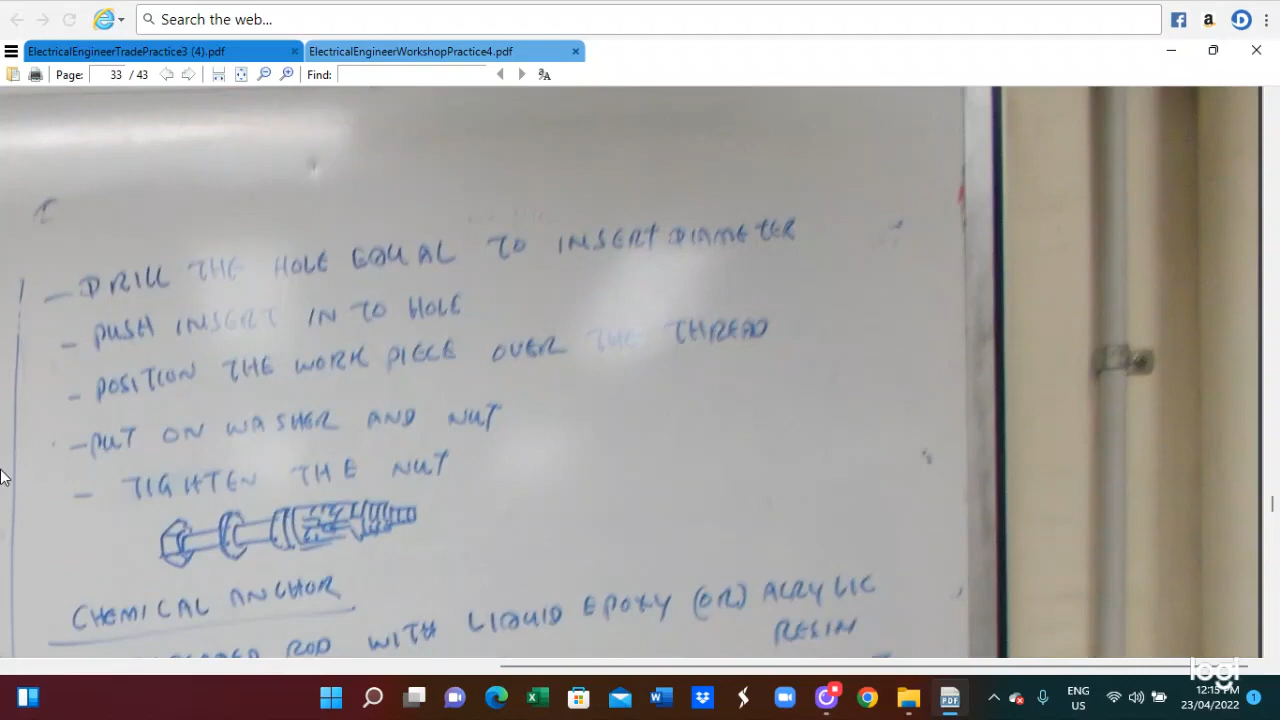 Search the web...
ElectricalEngineerTradePractice3 (4).pdf
ElectricalEngineerWorkshopPractice4.pdf
Page: 33 / 43
Find:
- DRILL THE HOLE EQUAL TO INSERT DIAMETER
- PUSH INSERT IN TO HOLE
- POSITION THE WORK PIECE OVER THE THREAD
- PUT ON WASHER AND NUT
- TIGHTEN THE NUT
CHEMICAL ANCHOR
ROD WITH LIQUID EPOXY (OR) ACRYLIC
RESIN
logi
ENG
US
12:15 PM
23/04/2022